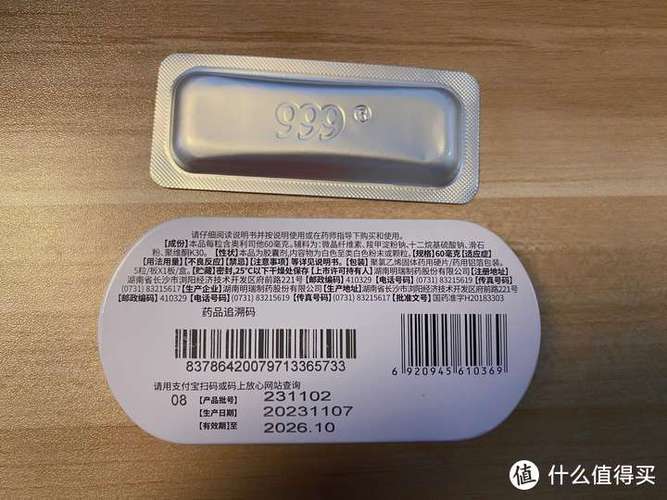 999®
请仔细阅读说明书并按说明使用或在药师指导下购买和使用。
【成份】本品每粒含奥利司他60毫克。辅料为：微晶纤维素、羧甲淀粉钠、十二烷基硫酸钠、滑石
粉、聚维酮K30。【性状】本品为胶囊剂，内容物为白色至类白色粉末或颗粒。【规格】60毫克【适应症】
【用法用量】【不良反应】【禁忌】【注意事项】等详见说明书。【包装】聚氯乙烯固体药用硬片/药用铝箔包装。
5粒/板X1板/盒。【贮藏】密封，25℃以下干燥处保存【上市许可持有人】湖南明瑞制药股份有限公司【注册地址】
湖南省长沙市浏阳经济技术开发区府前路221号【邮政编码】410329【电话号码】(0731) 83215619【传真号码】
(0731) 83215617【生产企业】湖南明瑞制药股份有限公司【生产地址】湖南省长沙市浏阳经济技术开发区府前路221号
【邮政编码】410329【电话号码】(0731) 83215619【传真号码】(0731) 83215617【批准文号】国药准字H20183303
药品追溯码
83786420079713365733
6 920945 610369
请用支付宝扫码或码上放心网站查询
08 【产品批号】 231102
【生产日期】 20231107
【有效期】至 2026.10
值 什么值得买